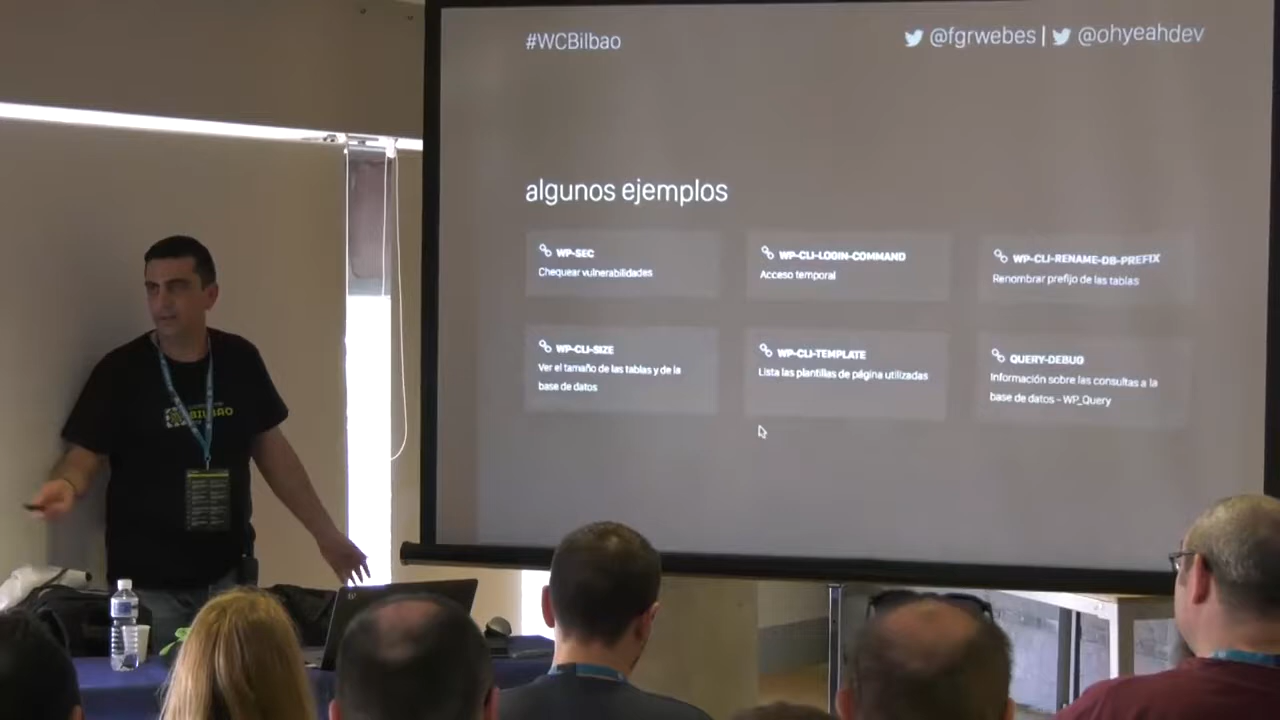 #WCBilbao
@fgrwebes | @ohyeahdev
algunos ejemplos
WP-SEC
Chequear vulnerabilidades
WP-CLI-LOGIN-COMMAND
Acceso temporal
WP-CLI-RENAME-DB-PREFIX
Renombrar prefijo de las tablas
WP-CLI-SIZE
Ver el tamaño de las tablas y de la
base de datos
WP-CLI-TEMPLATE
Lista las plantillas de página utilizadas
QUERY-DEBUG
Información sobre las consultas a la
base de datos - WP_Query
BILBAO